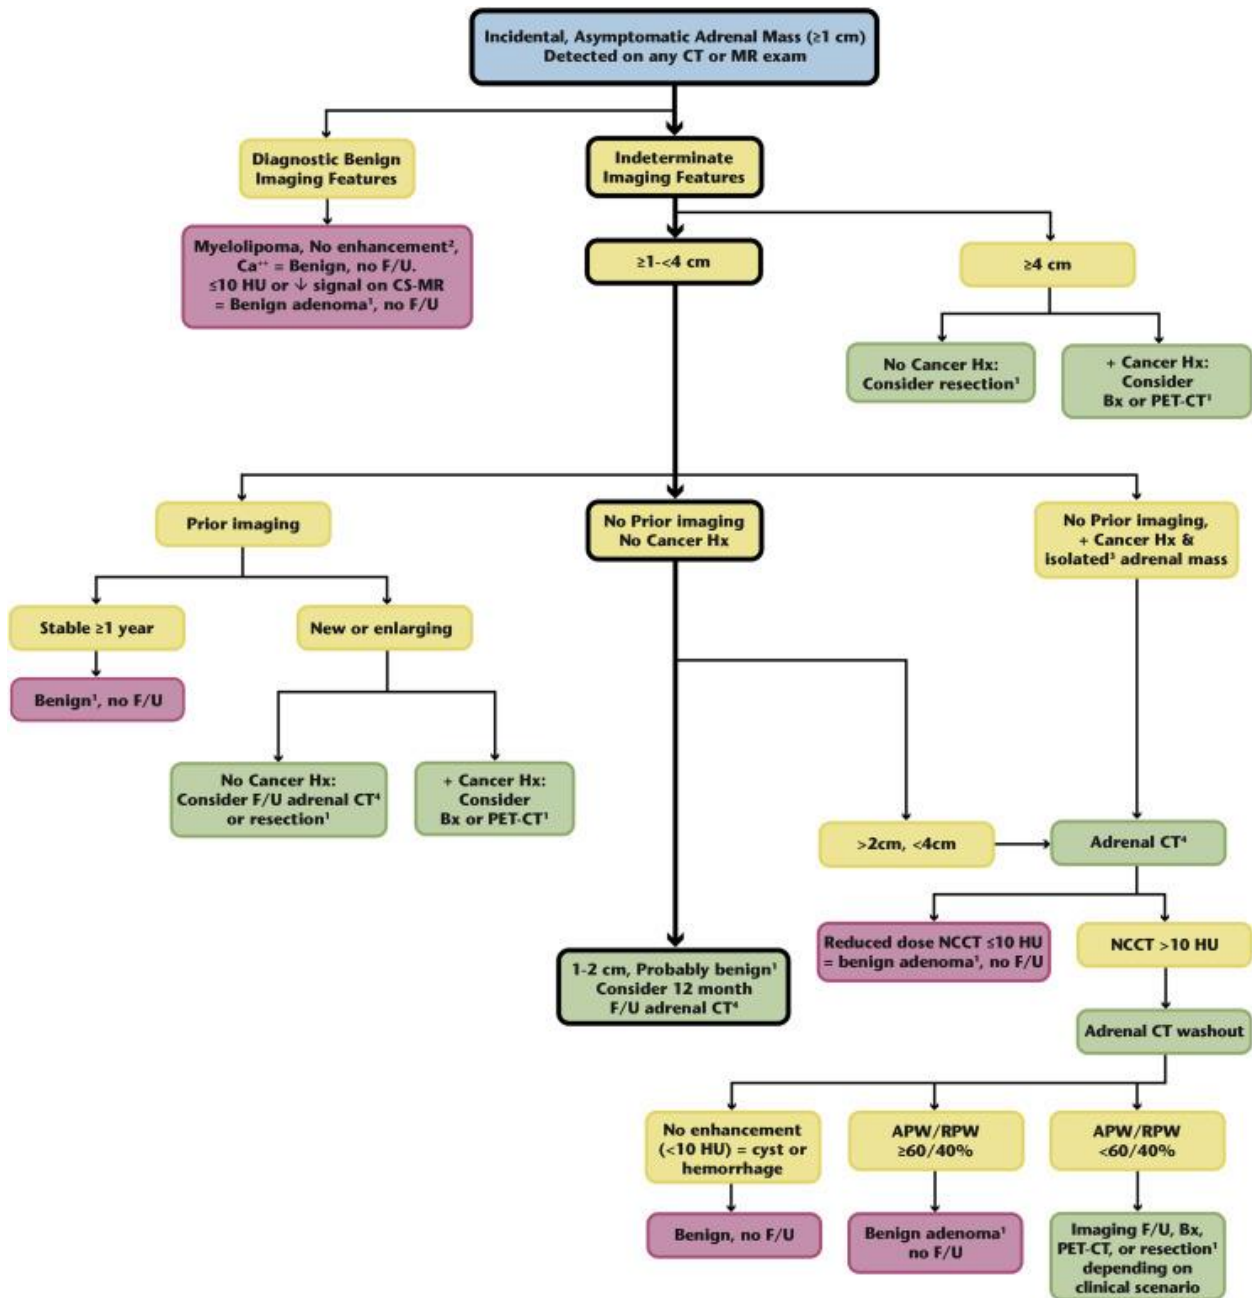 Incidental, Asymptomatic Adrenal Mass (≥1 cm)
Detected on any CT or MR exam
Diagnostic Benign
Imaging Features
Indeterminate
Imaging Features
Myelolipoma, No enhancement²,
Ca⁺⁺ = Benign, no F/U.
≤10 HU or ↓ signal on CS-MR
= Benign adenoma¹, no F/U
≥1-<4 cm
≥4 cm
No Cancer Hx:
Consider resection¹
+ Cancer Hx:
Consider
Bx or PET-CT¹
Prior imaging
No Prior imaging
No Cancer Hx
No Prior imaging,
+ Cancer Hx &
isolated³ adrenal mass
Stable ≥1 year
New or enlarging
Benign¹, no F/U
No Cancer Hx:
Consider F/U adrenal CT⁴
or resection¹
+ Cancer Hx:
Consider
Bx or PET-CT¹
>2cm, <4cm
Adrenal CT⁴
1-2 cm, Probably benign¹
Consider 12 month
F/U adrenal CT⁴
Reduced dose NCCT ≤10 HU
= benign adenoma¹, no F/U
NCCT >10 HU
Adrenal CT washout
No enhancement
(<10 HU) = cyst or
hemorrhage
APW/RPW
≥60/40%
APW/RPW
<60/40%
Benign, no F/U
Benign adenoma¹
no F/U
Imaging F/U, Bx,
PET-CT, or resection¹
depending on
clinical scenario